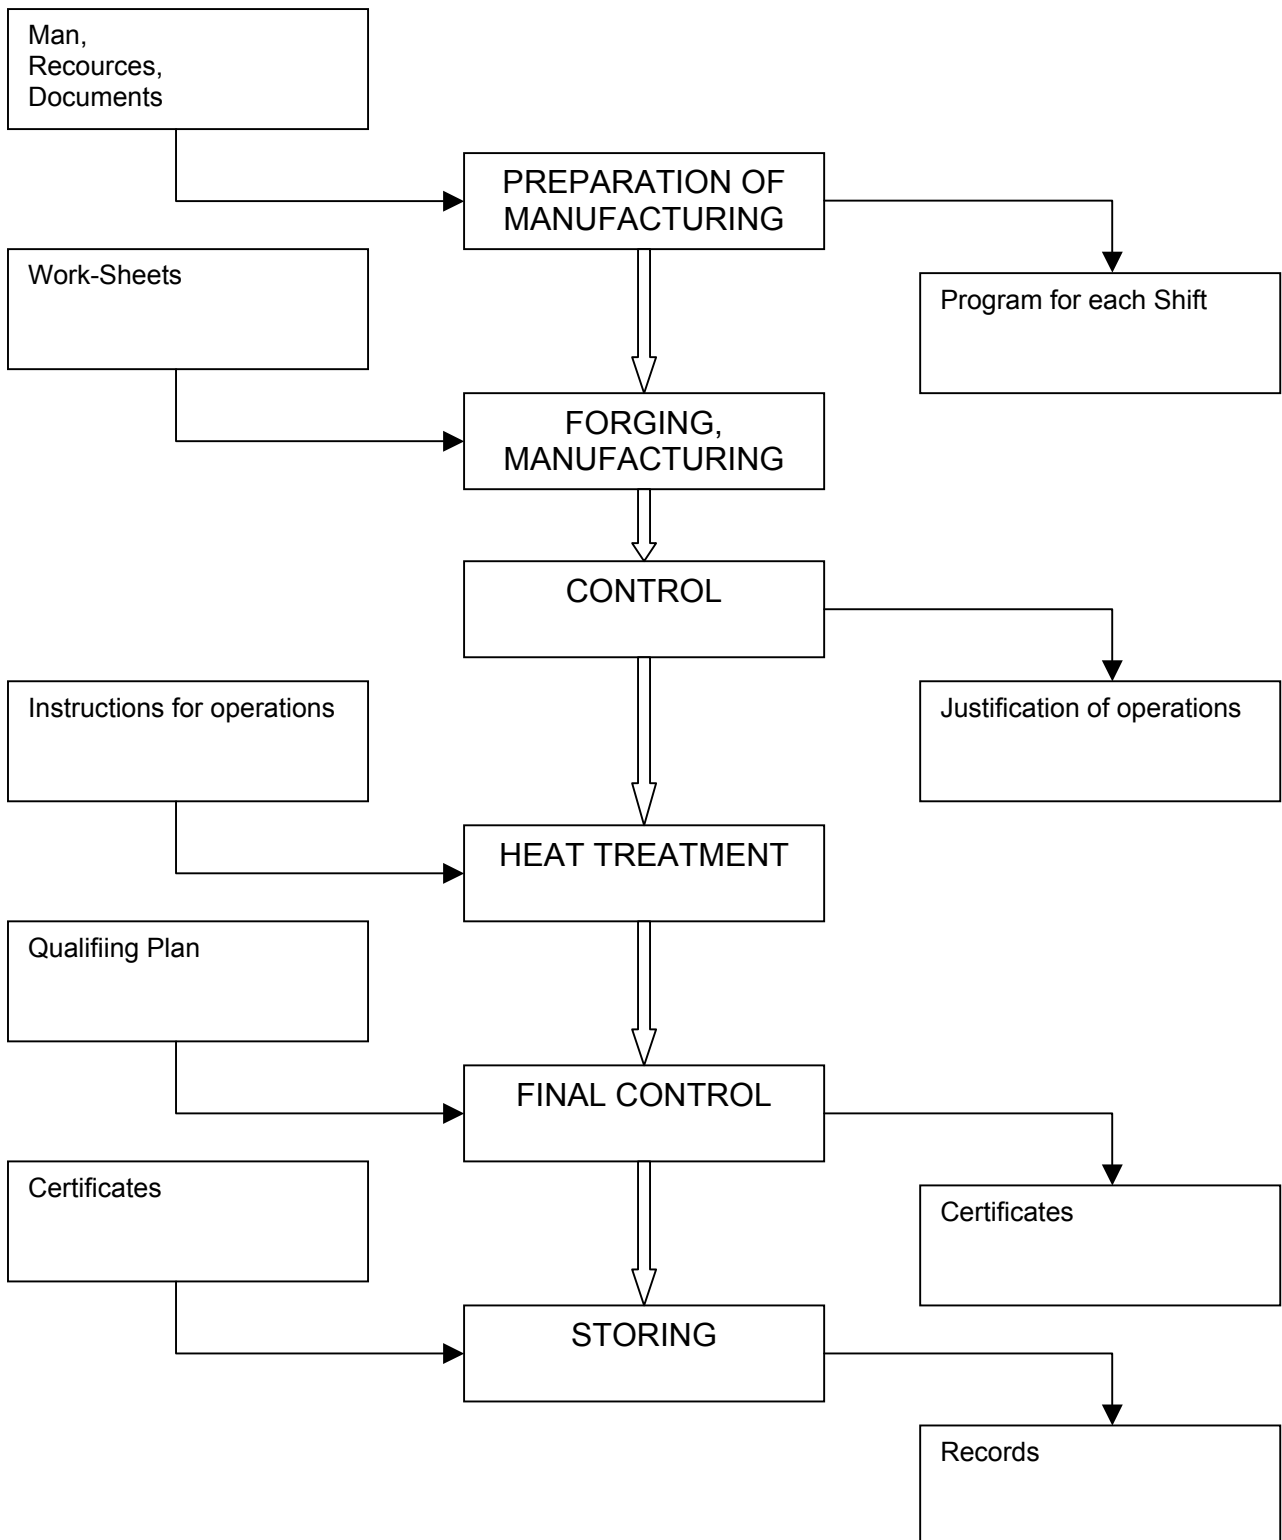 Man,
Recources,
Documents
PREPARATION OF
MANUFACTURING
Work-Sheets
Program for each Shift
FORGING,
MANUFACTURING
CONTROL
Instructions for operations
Justification of operations
HEAT TREATMENT
Qualifiing Plan
FINAL CONTROL
Certificates
Certificates
STORING
Records